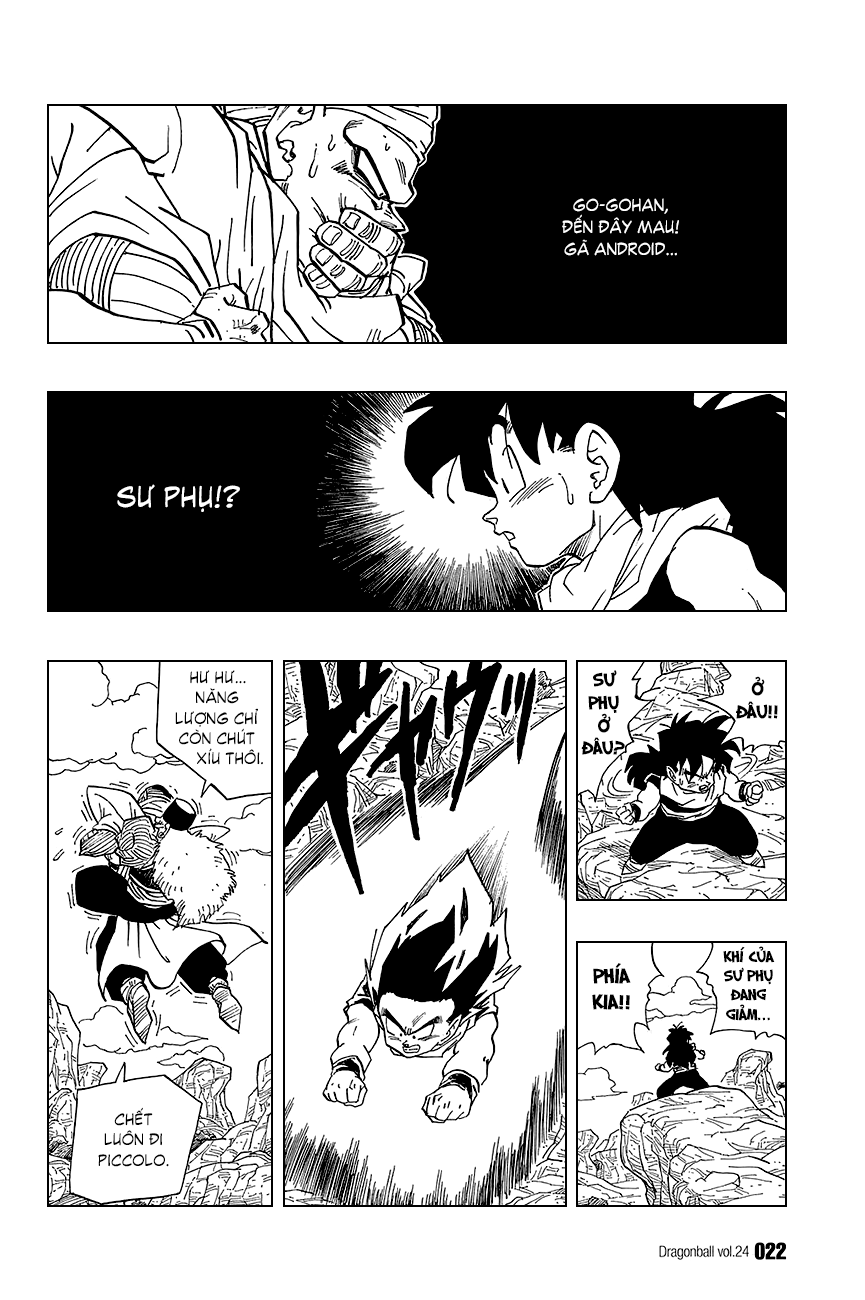 GO-GOHAN,
ĐẾN ĐÂY MAU!
GÃ ANDROID...
SƯ PHỤ!?
Ở
ĐÂU!!
SƯ
PHỤ
Ở
ĐÂU?
KHÍ CỦA
SƯ PHỤ
ĐANG
GIẢM...
PHÍA
KIA!!
HƯ HƯ...
NĂNG
LƯỢNG CHỈ
CÒN CHÚT
XÍU THÔI.
CHẾT
LUÔN ĐI
PICCOLO.
Dragonball vol.24 022